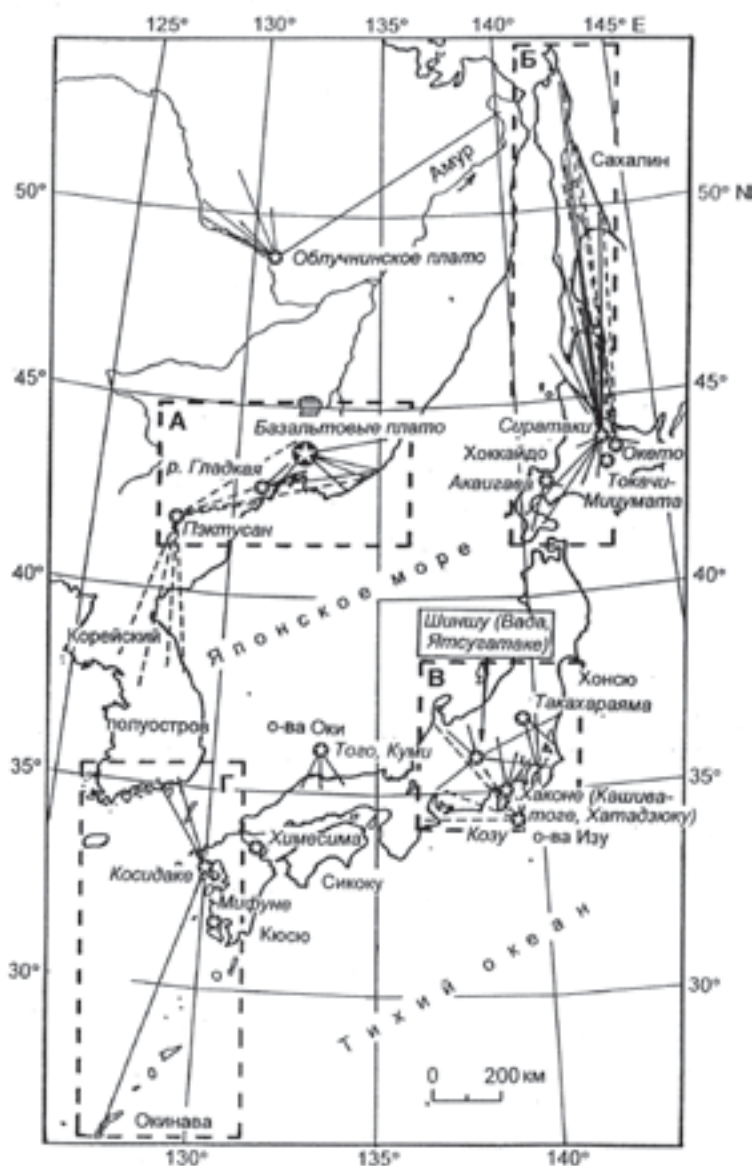 125° 130° 135° 140° 145° E
Б
Сахалин
Амур
50°
50° N
Облучнинское плато
45°
45°
А
Базальтовые плато
р. Гладкая
Пэктусан
Сиратаки
Хоккайдо
Окето
Акаигава
Токачи-
Мицумата
40°
40°
Японское море
Корейский
полуостров
Шиншу (Вада,
Ятсугатаке)
В
Хонсю
Такахараяма
о-ва Оки
Того, Куми
35°
35°
Хаконе (Кашива-
тоге, Хатадзюку)
Козу
о-ва Изу
Г
Химесима
Косидаке
Сикоку
Мифуне
Кюсю
30°
30°
Тихий океан
0 200 км
Окинава
130° 135° 140°